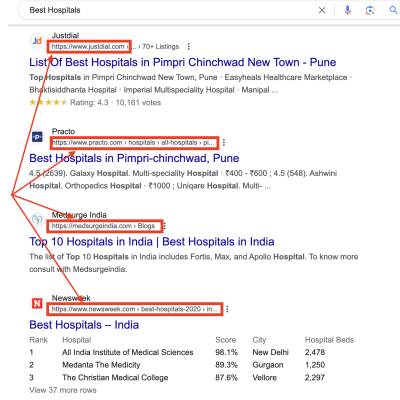 Best Hospitals
Jd
Justdial
https://www.justdial.com › ... › 70+ Listings
List Of Best Hospitals in Pimpri Chinchwad New Town - Pune
Top Hospitals in Pimpri Chinchwad New Town, Pune · Easyheals Healthcare Marketplace ·
Bhaktisiddhanta Hospital · Imperial Multispeciality Hospital · Manipal ...
Rating: 4.3 · 10,161 votes
Practo
https://www.practo.com › hospitals › all-hospitals › pi...
Best Hospitals in Pimpri-chinchwad, Pune
4.5 (2639). Galaxy Hospital. Multi-speciality Hospital · ₹400 - ₹600 ; 4.5 (548). Ashwini
Hospital. Orthopedics Hospital · ₹1000 ; Uniqare Hospital. Multi- ...
Medsurge India
https://medsurgeindia.com › Blogs
Top 10 Hospitals in India | Best Hospitals in India
The list of Top 10 Hospitals in India includes Fortis, Max, and Apollo Hospital. To know more
consult with Medsurgeindia.
N
Newsweek
https://www.newsweek.com › best-hospitals-2020 › in...
Best Hospitals – India
Rank Hospital Score City Hospital Beds
1 All India Institute of Medical Sciences 98.1% New Delhi 2,478
2 Medanta The Medicity 89.3% Gurgaon 1,250
3 The Christian Medical College 87.6% Vellore 2,297
View 37 more rows